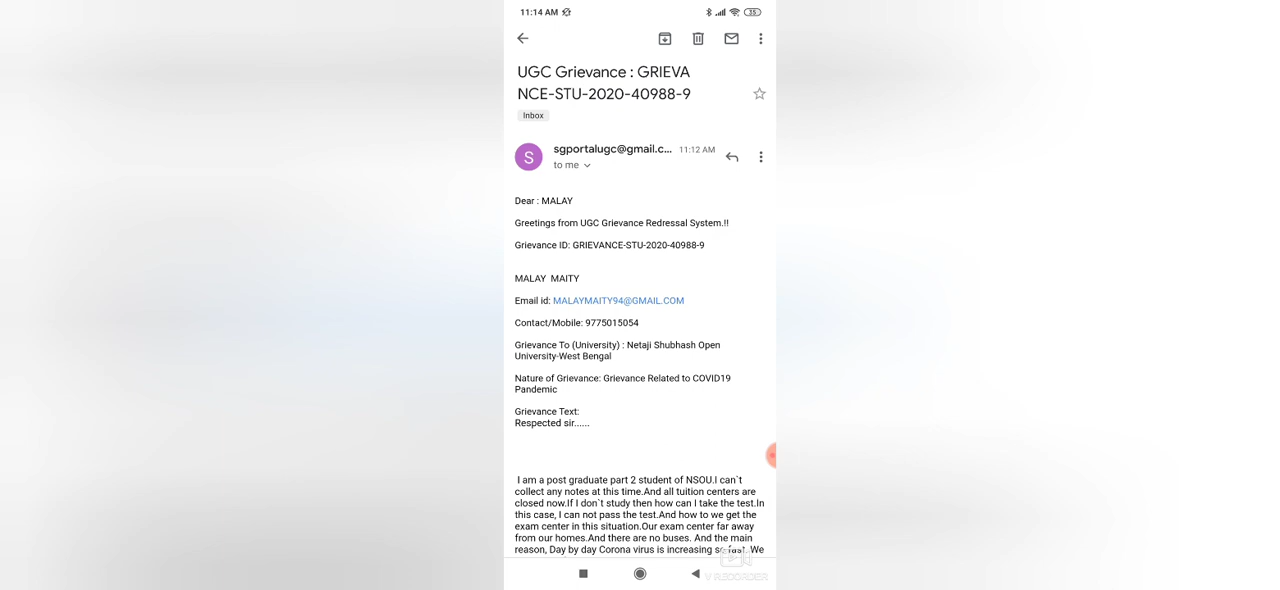 11:14 AM
35
UGC Grievance : GRIEVA
NCE-STU-2020-40988-9
Inbox
S
sgportalugc@gmail.c... 11:12 AM
to me
Dear : MALAY
Greetings from UGC Grievance Redressal System.!!
Grievance ID: GRIEVANCE-STU-2020-40988-9
MALAY MAITY
Email id: MALAYMAITY94@GMAIL.COM
Contact/Mobile: 9775015054
Grievance To (University) : Netaji Shubhash Open
University-West Bengal
Nature of Grievance: Grievance Related to COVID19
Pandemic
Grievance Text:
Respected sir......
I am a post graduate part 2 student of NSOU.I can`t
collect any notes at this time.And all tuition centers are
closed now.If I don`t study then how can I take the test.In
this case, I can not pass the test.And how to we get the
exam center in this situation.Our exam center far away
from our homes.And there are no buses. And the main
reason, Day by day Corona virus is increasing so fast. We
V RECORDER